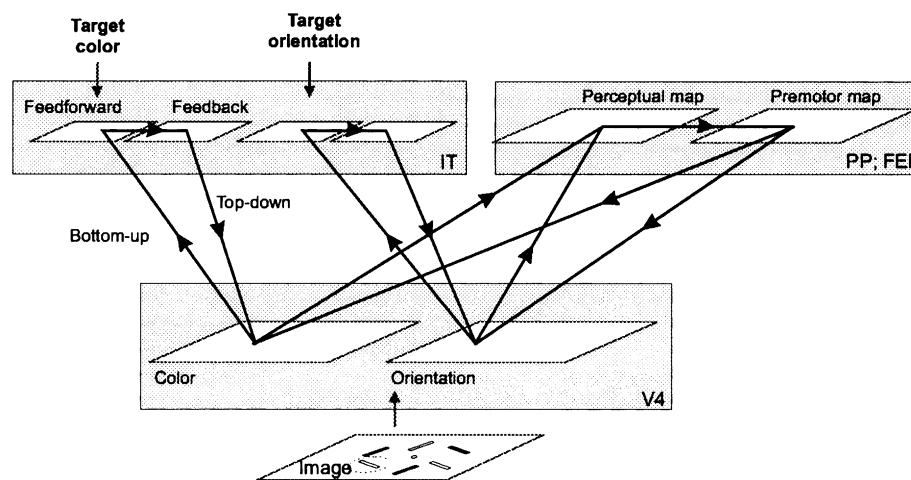 Target
color
Target
orientation
Feedforward
Feedback
IT
Perceptual map
Premotor map
PP; FEF
Top-down
Bottom-up
Color
Orientation
V4
Image